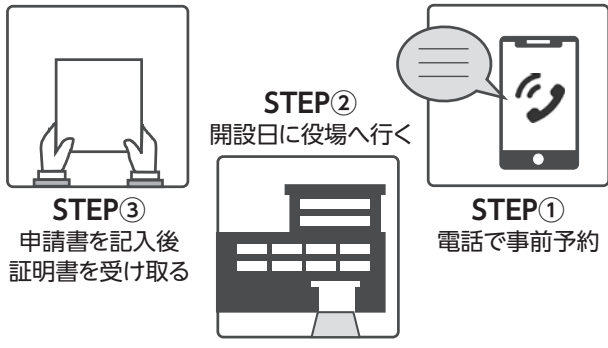 STEP①
電話で事前予約
STEP②
開設日に役場へ行く
STEP③
申請書を記入後
証明書を受け取る